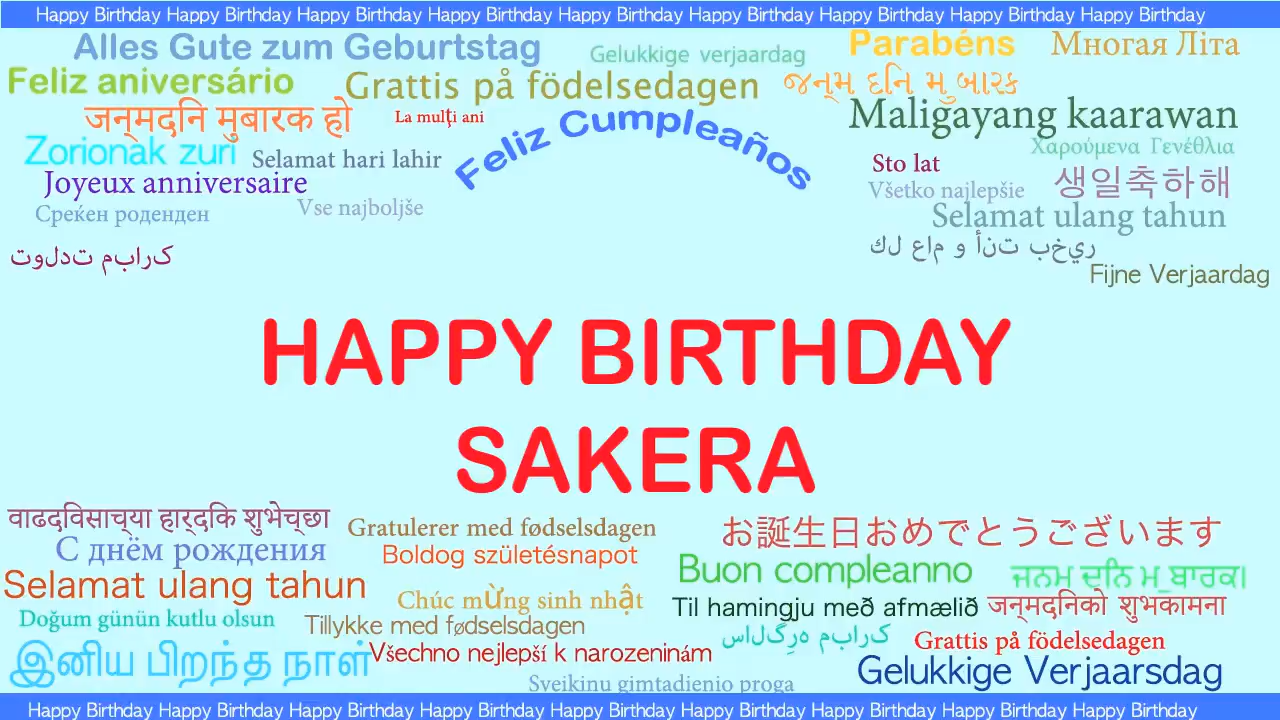 Happy Birthday Happy Birthday Happy Birthday Happy Birthday Happy Birthday Happy Birthday Happy Birthday Happy Birthday Happy Birthday
Alles Gute zum Geburtstag
Gelukkige verjaardag
Parabéns
Многая Літа
Feliz aniversário
Grattis på födelsedagen
જન્મ દિન મુબારક
जन्मदिन मुबारक हो
La mulţi ani
Feliz Cumpleaños
Maligayang kaarawan
Zorionak zuri
Selamat hari lahir
Sto lat
Χαρούμενα Γενέθλια
Joyeux anniversaire
Všetko najlepšie
생일축하해
Среќен роденден
Vse najboljše
Selamat ulang tahun
تولدت مبارک
كل عام و أنت بخير
Fijne Verjaardag
HAPPY BIRTHDAY
SAKERA
वाढदिवसाच्या हार्दिक शुभेच्छा
Gratulerer med fødselsdagen
お誕生日おめでとうございます
С днём рождения
Boldog születésnapot
Buon compleanno
ਜਨਮ ਦਿਨ ਮੁਬਾਰਕ।
Selamat ulang tahun
Chúc mừng sinh nhật
Til hamingju með afmælið
जन्मदिनको शुभकामना
Doğum günün kutlu olsun
Tillykke med fødselsdagen
سالگرہ مبارک
Grattis på födelsedagen
இனிய பிறந்த நாள்
Všechno nejlepší k narozeninám
Gelukkige Verjaarsdag
Sveikinu gimtadienio proga
Happy Birthday Happy Birthday Happy Birthday Happy Birthday Happy Birthday Happy Birthday Happy Birthday Happy Birthday Happy Birthday